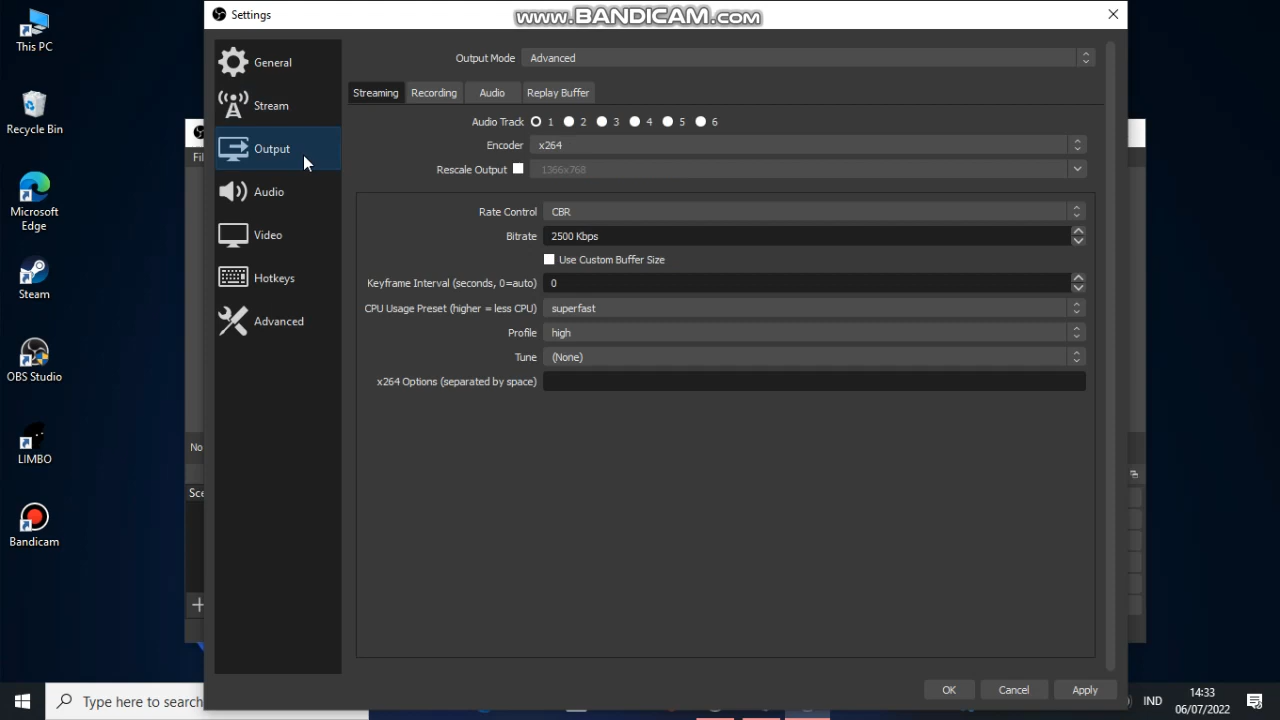 Settings
www.BANDICAM.com
This PC
Recycle Bin
Microsoft
Edge
Steam
OBS Studio
LIMBO
Bandicam
General
Stream
Output
Audio
Video
Hotkeys
Advanced
Output Mode Advanced
Streaming Recording Audio Replay Buffer
Audio Track 1 2 3 4 5 6
Encoder x264
Rescale Output 1366x768
Rate Control CBR
Bitrate 2500 Kbps
Use Custom Buffer Size
Keyframe Interval (seconds, 0=auto) 0
CPU Usage Preset (higher = less CPU) superfast
Profile high
Tune (None)
x264 Options (separated by space)
Fil
No
Sce
OK Cancel Apply
Type here to search
IND
14:33
06/07/2022